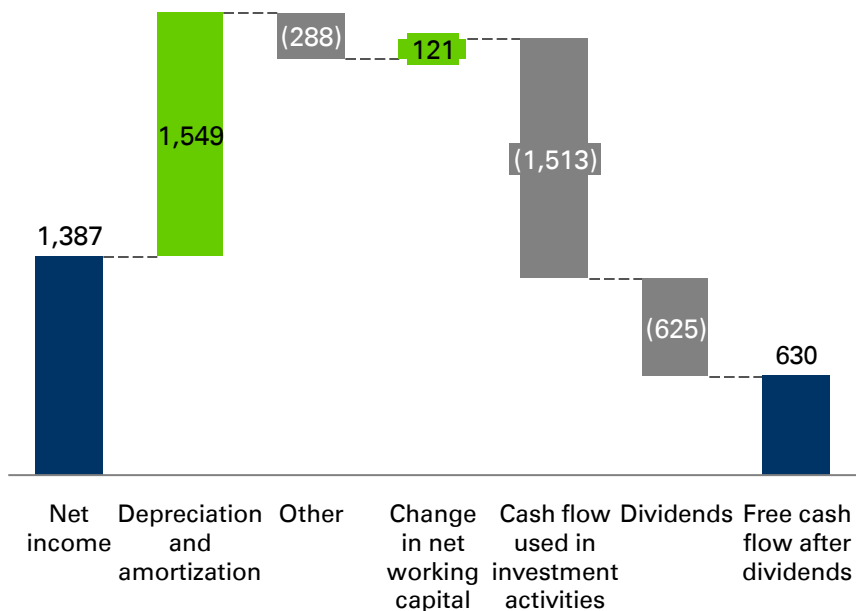 (288)
121
1,549
(1,513)
1,387
(625)
630
Net
income
Depreciation
and
amortization
Other
Change
in net
working
capital
Cash flow
used in
investment
activities
Dividends
Free cash
flow after
dividends